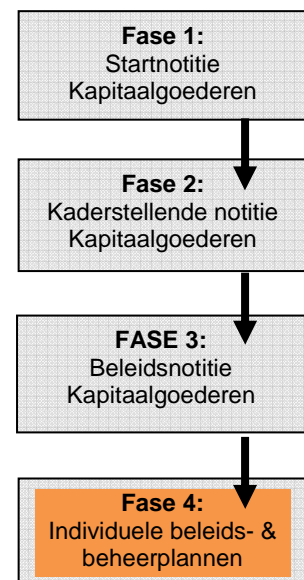 Fase 1:
Startnotitie
Kapitaalgoederen
Fase 2:
Kaderstellende notitie
Kapitaalgoederen
FASE 3:
Beleidsnotitie
Kapitaalgoederen
Fase 4:
Individuele beleids- &
beheerplannen